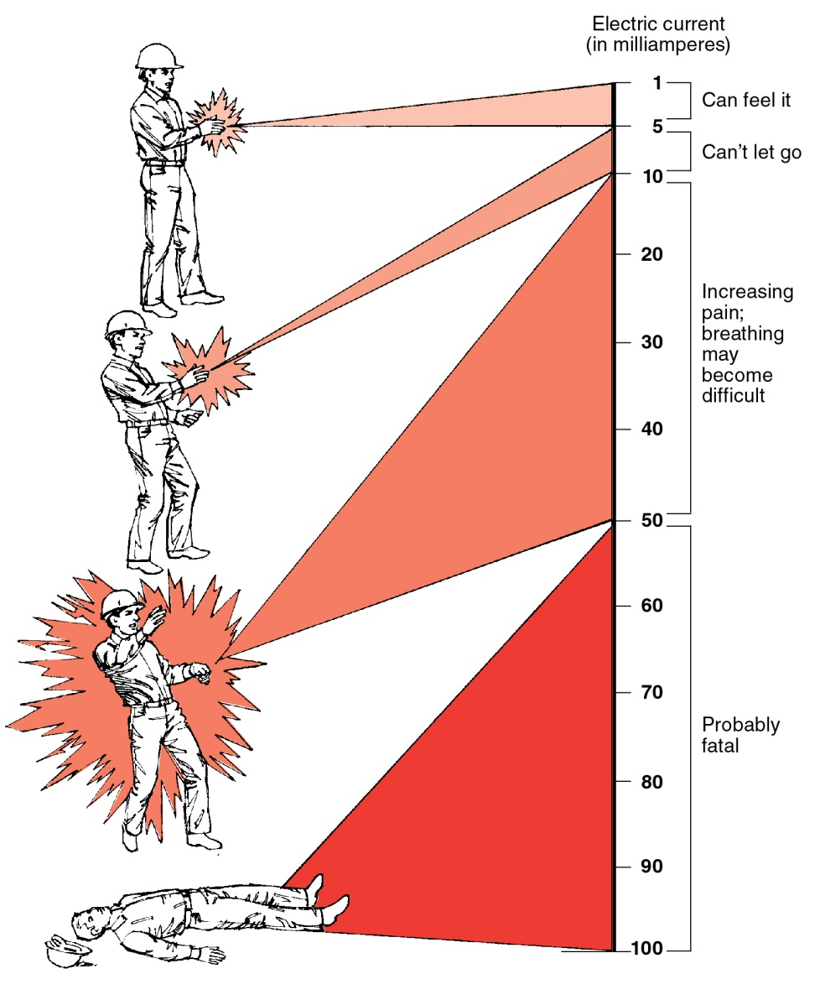 Electric current
(in milliamperes)
1
Can feel it
5
Can't let go
10
20
Increasing
pain;
breathing
may
become
difficult
30
40
50
60
70
Probably
fatal
80
90
100